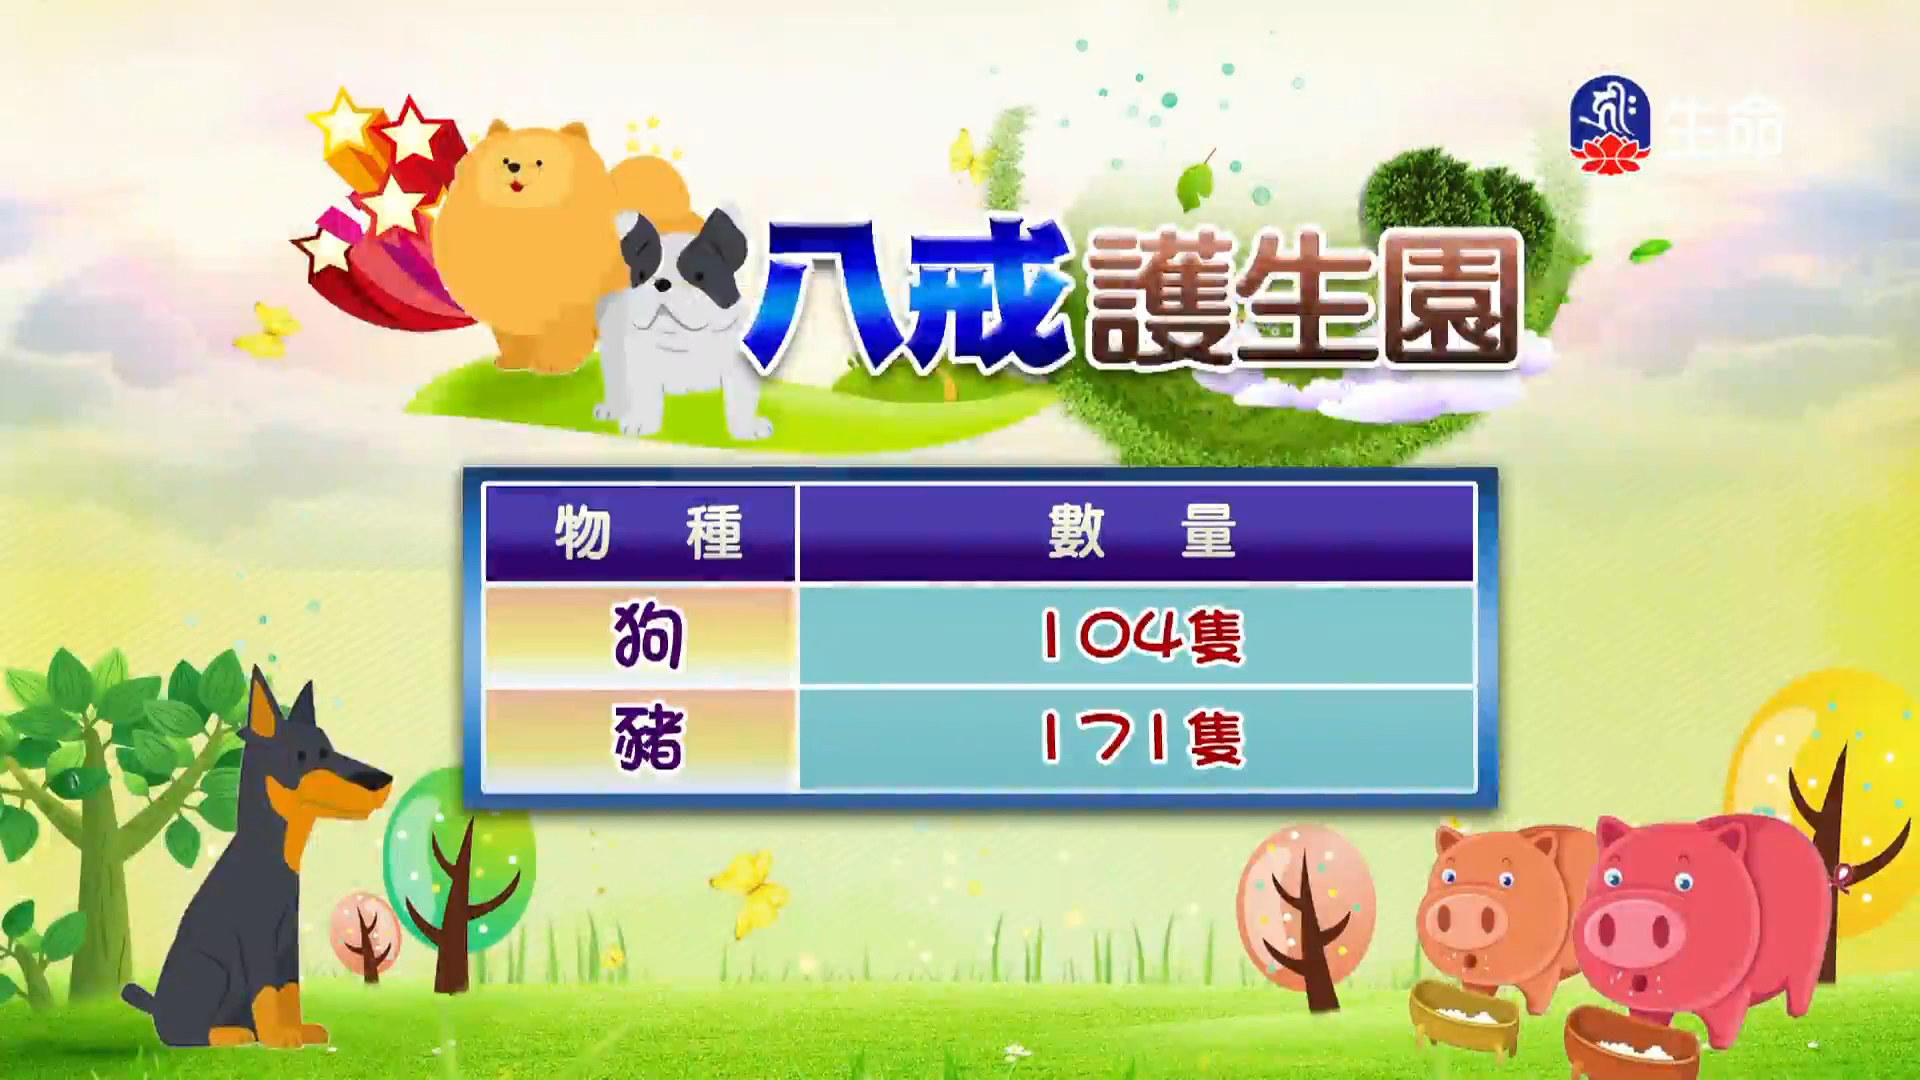 生命
八戒護生園
物種 數量
狗 104隻
豬 171隻